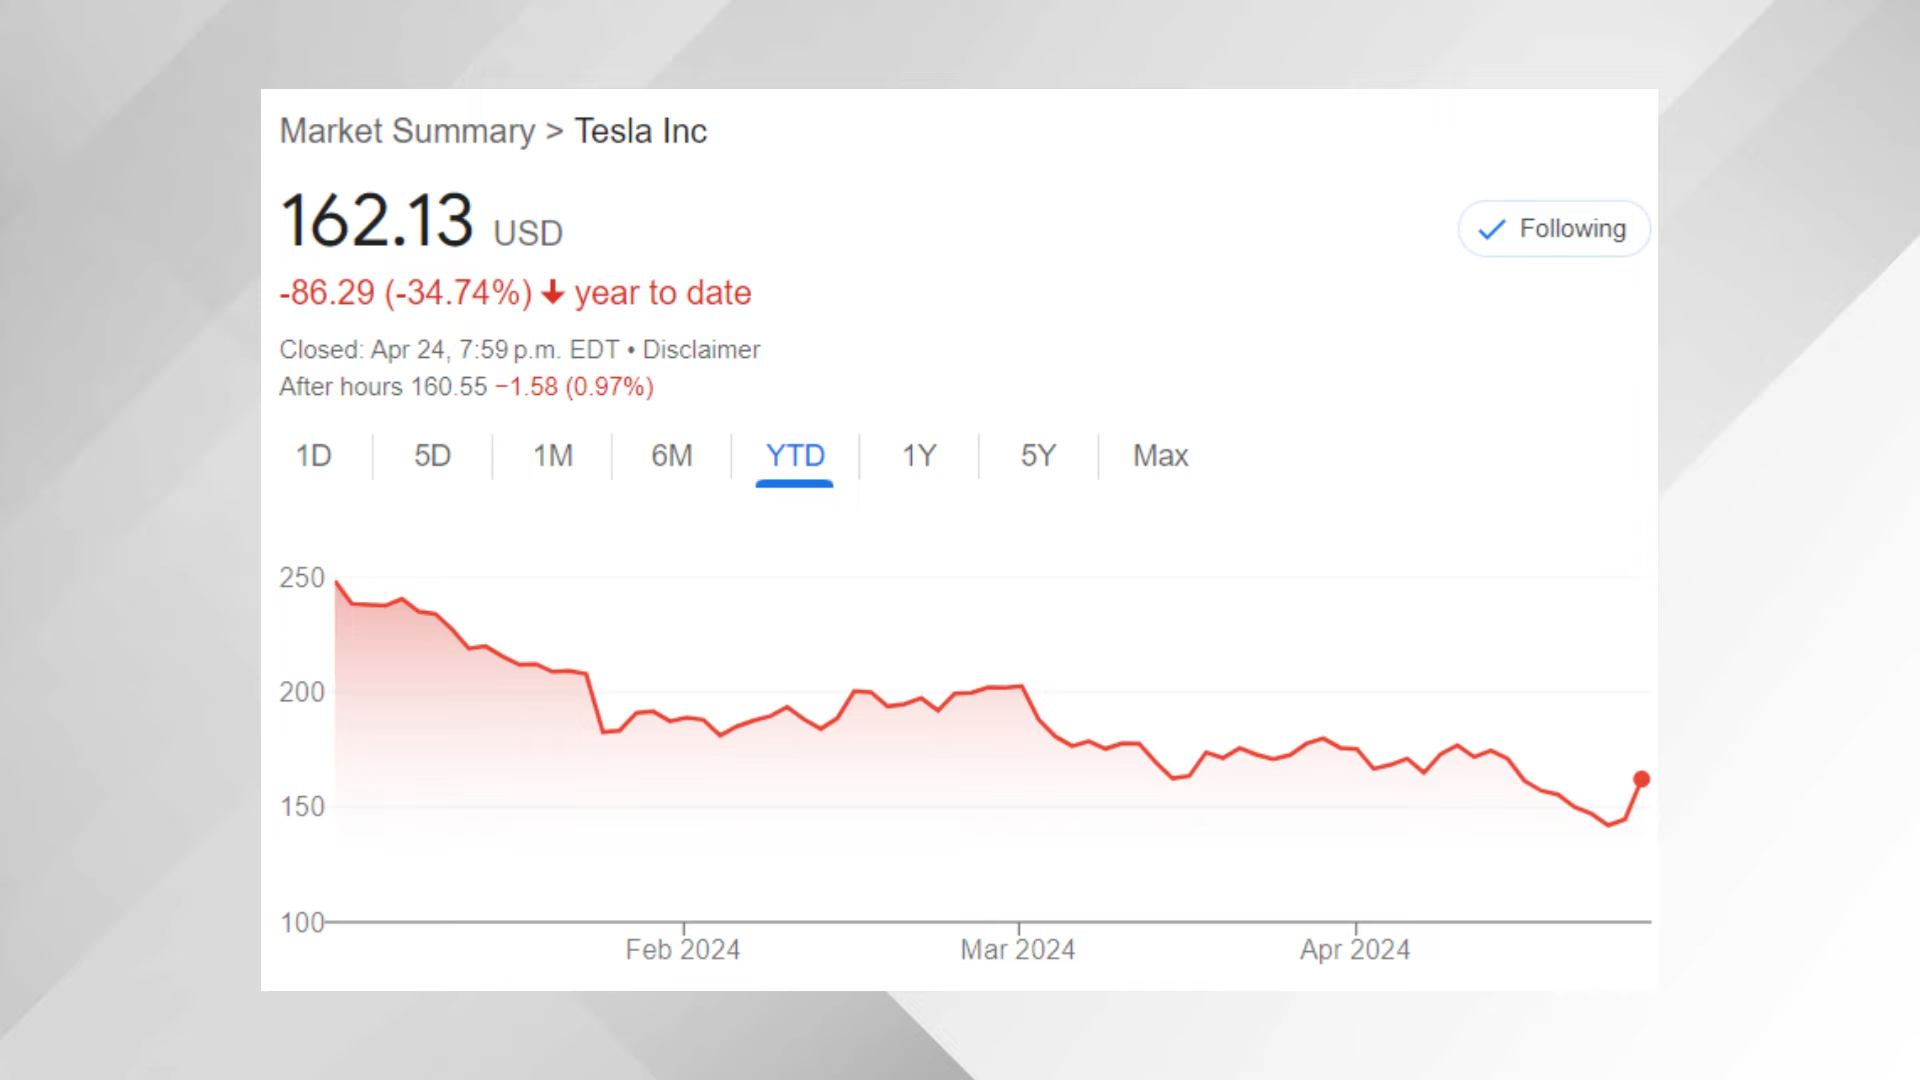 Market Summary > Tesla Inc
162.13 USD
Following
-86.29 (-34.74%) ↓ year to date
Closed: Apr 24, 7:59 p.m. EDT • Disclaimer
After hours 160.55 −1.58 (0.97%)
1D 5D 1M 6M YTD 1Y 5Y Max
250
200
150
100
Feb 2024 Mar 2024 Apr 2024